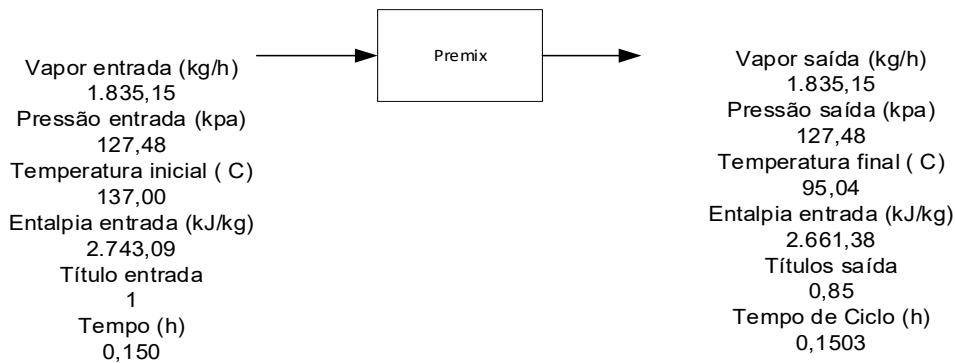 Premix
Vapor entrada (kg/h)
1.835,15
Pressão entrada (kpa)
127,48
Temperatura inicial ( C)
137,00
Entalpia entrada (kJ/kg)
2.743,09
Título entrada
1
Tempo (h)
0,150
Vapor saída (kg/h)
1.835,15
Pressão saída (kpa)
127,48
Temperatura final ( C)
95,04
Entalpia entrada (kJ/kg)
2.661,38
Títulos saída
0,85
Tempo de Ciclo (h)
0,1503